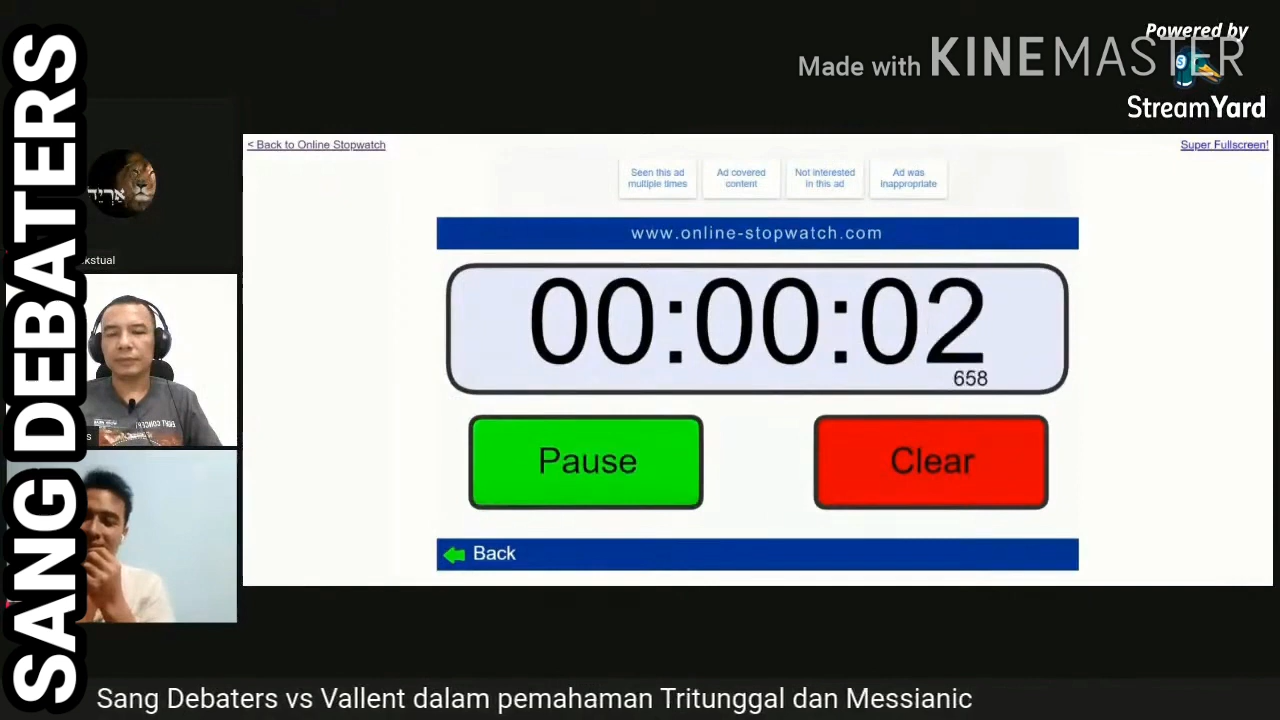 SANG DEBATERS
Powered by
Made with KINEMASTER
StreamYard
< Back to Online Stopwatch
Super Fullscreen!
Seen this ad
multiple times
Ad covered
content
Not interested
in this ad
Ad was
inappropriate
www.online-stopwatch.com
00:00:02
658
Pause
Clear
Back
Sang Debaters vs Vallent dalam pemahaman Tritunggal dan Messianic